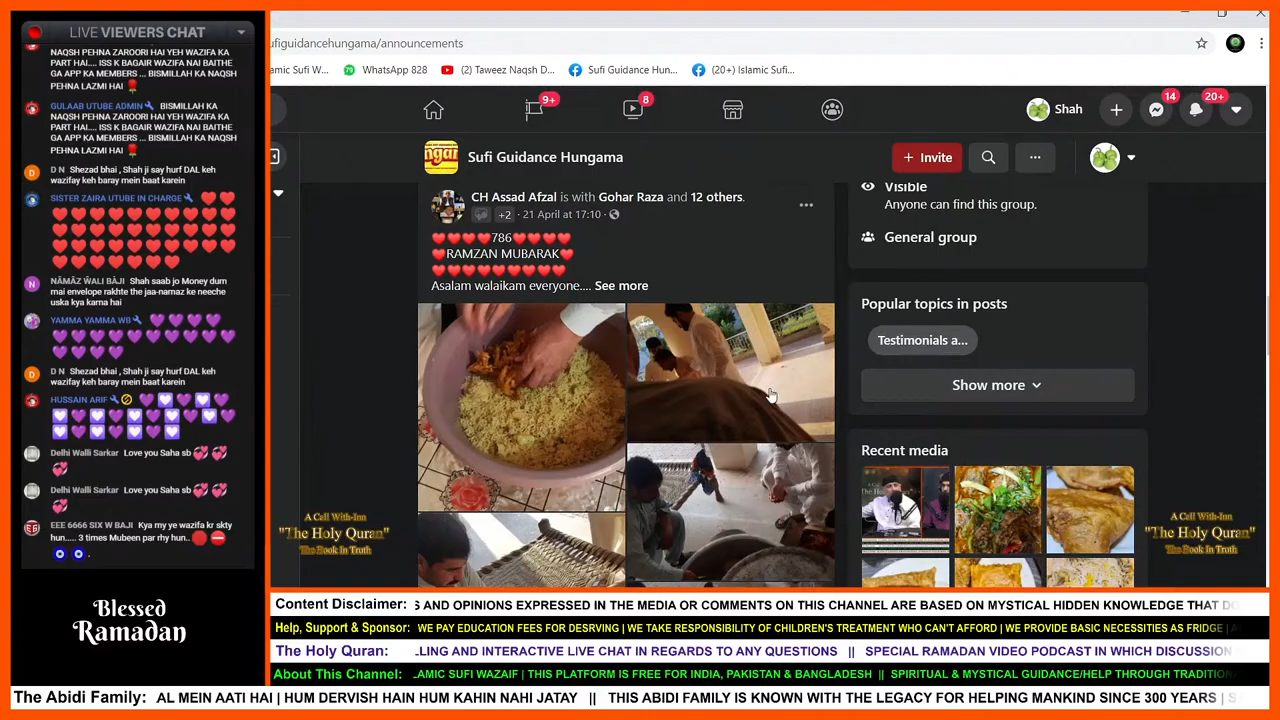 LIVE VIEWERS CHAT
NAQSH PEHNA ZAROORI HAI YEH WAZIFA KA
PART HAI.... ISS K BAGAIR WAZIFA NAI BAITHE
GA APP KA MEMBERS ... BISMILLAH KA NAQSH
PEHNA LAZMI HAI 🌹
GULAAB UTUBE ADMIN 🔧 BISMILLAH KA
NAQSH PEHNA ZAROORI HAI YEH WAZIFA KA
PART HAI.... ISS K BAGAIR WAZIFA NAI BAITHE
GA APP KA MEMBERS ... BISMILLAH KA NAQSH
PEHNA LAZMI HAI 🌹
D
D N Shezad bhai , Shah ji say hurf DAL keh
wazifay keh baray mein baat karein
SISTER ZAIRA UTUBE IN CHARGE
N
NÂMÂZ ŴALI BÀJI Shah saab jo Money dum
mai envelope rakhte the jaa-namaz ke neeche
uska kya karna hai
YAMMA YAMMA WB
D
D N Shezad bhai , Shah ji say hurf DAL keh
wazifay keh baray mein baat karein
HUSSAIN ARIF
Delhi Walli Sarkar Love you Saha sb 💞 💞
💞
Delhi Walli Sarkar Love you Saha sb 💞 💞
💞
EEE 6666 SIX W BAJI Kya my ye wazifa kr skty
hun..... 3 times Mubeen par rhy hun.. 🛑 ⛔
🧿 🧿 .
Blessed
Ramadan
ufiguidancehungama/announcements
amic Sufi W...
WhatsApp 828
(2) Taweez Naqsh D...
Sufi Guidance Hun...
(20+) Islamic Sufi...
9+
8
Shah
14
20+
Sufi Guidance Hungama
+ Invite
...
CH Assad Afzal is with Gohar Raza and 12 others.
+2 · 21 April at 17:10 ·
❤❤❤❤786❤❤❤❤
❤RAMZAN MUBARAK❤
❤❤❤❤❤❤❤❤❤
Asalam walaikam everyone.... See more
Visible
Anyone can find this group.
General group
Popular topics in posts
Testimonials a...
Show more
Recent media
A Call With-Inn
"The Holy Quran"
The Book In Truth
A Call With-Inn
"The Holy Quran"
The Book In Truth
Content Disclaimer: S AND OPINIONS EXPRESSED IN THE MEDIA OR COMMENTS ON THIS CHANNEL ARE BASED ON MYSTICAL HIDDEN KNOWLEDGE THAT
Help, Support & Sponsor: WE PAY EDUCATION FEES FOR DESRVING | WE TAKE RESPONSIBILITY OF CHILDREN'S TREATMENT WHO CAN'T AFFORD | WE PROVIDE BASIC NECESSITIES AS FRIDGE |
The Holy Quran: LLING AND INTERACTIVE LIVE CHAT IN REGARDS TO ANY QUESTIONS || SPECIAL RAMADAN VIDEO PODCAST IN WHICH DISCUSSION
About This Channel: LAMIC SUFI WAZAIF | THIS PLATFORM IS FREE FOR INDIA, PAKISTAN & BANGLADESH || SPIRITUAL & MYSTICAL GUIDANCE/HELP THROUGH TRADITION
The Abidi Family: AL MEIN AATI HAI | HUM DERVISH HAIN HUM KAHIN NAHI JATAY || THIS ABIDI FAMILY IS KNOWN WITH THE LEGACY FOR HELPING MANKIND SINCE 300 YEARS |